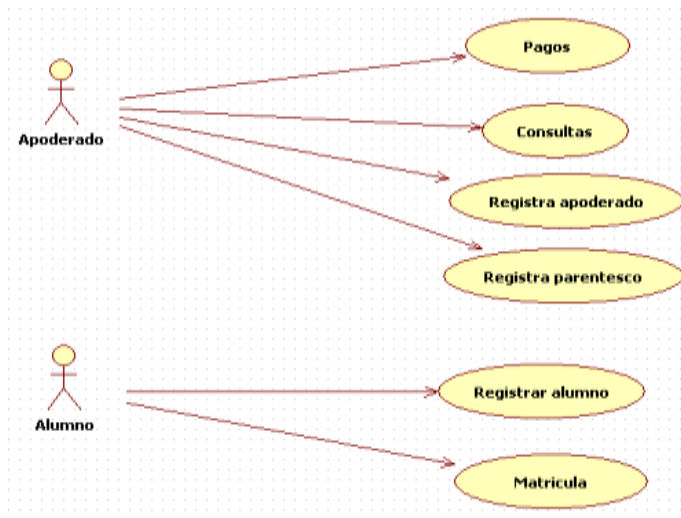 Pagos
Apoderado
Consultas
Registra apoderado
Registra parentesco
Registrar alumno
Alumno
Matricula